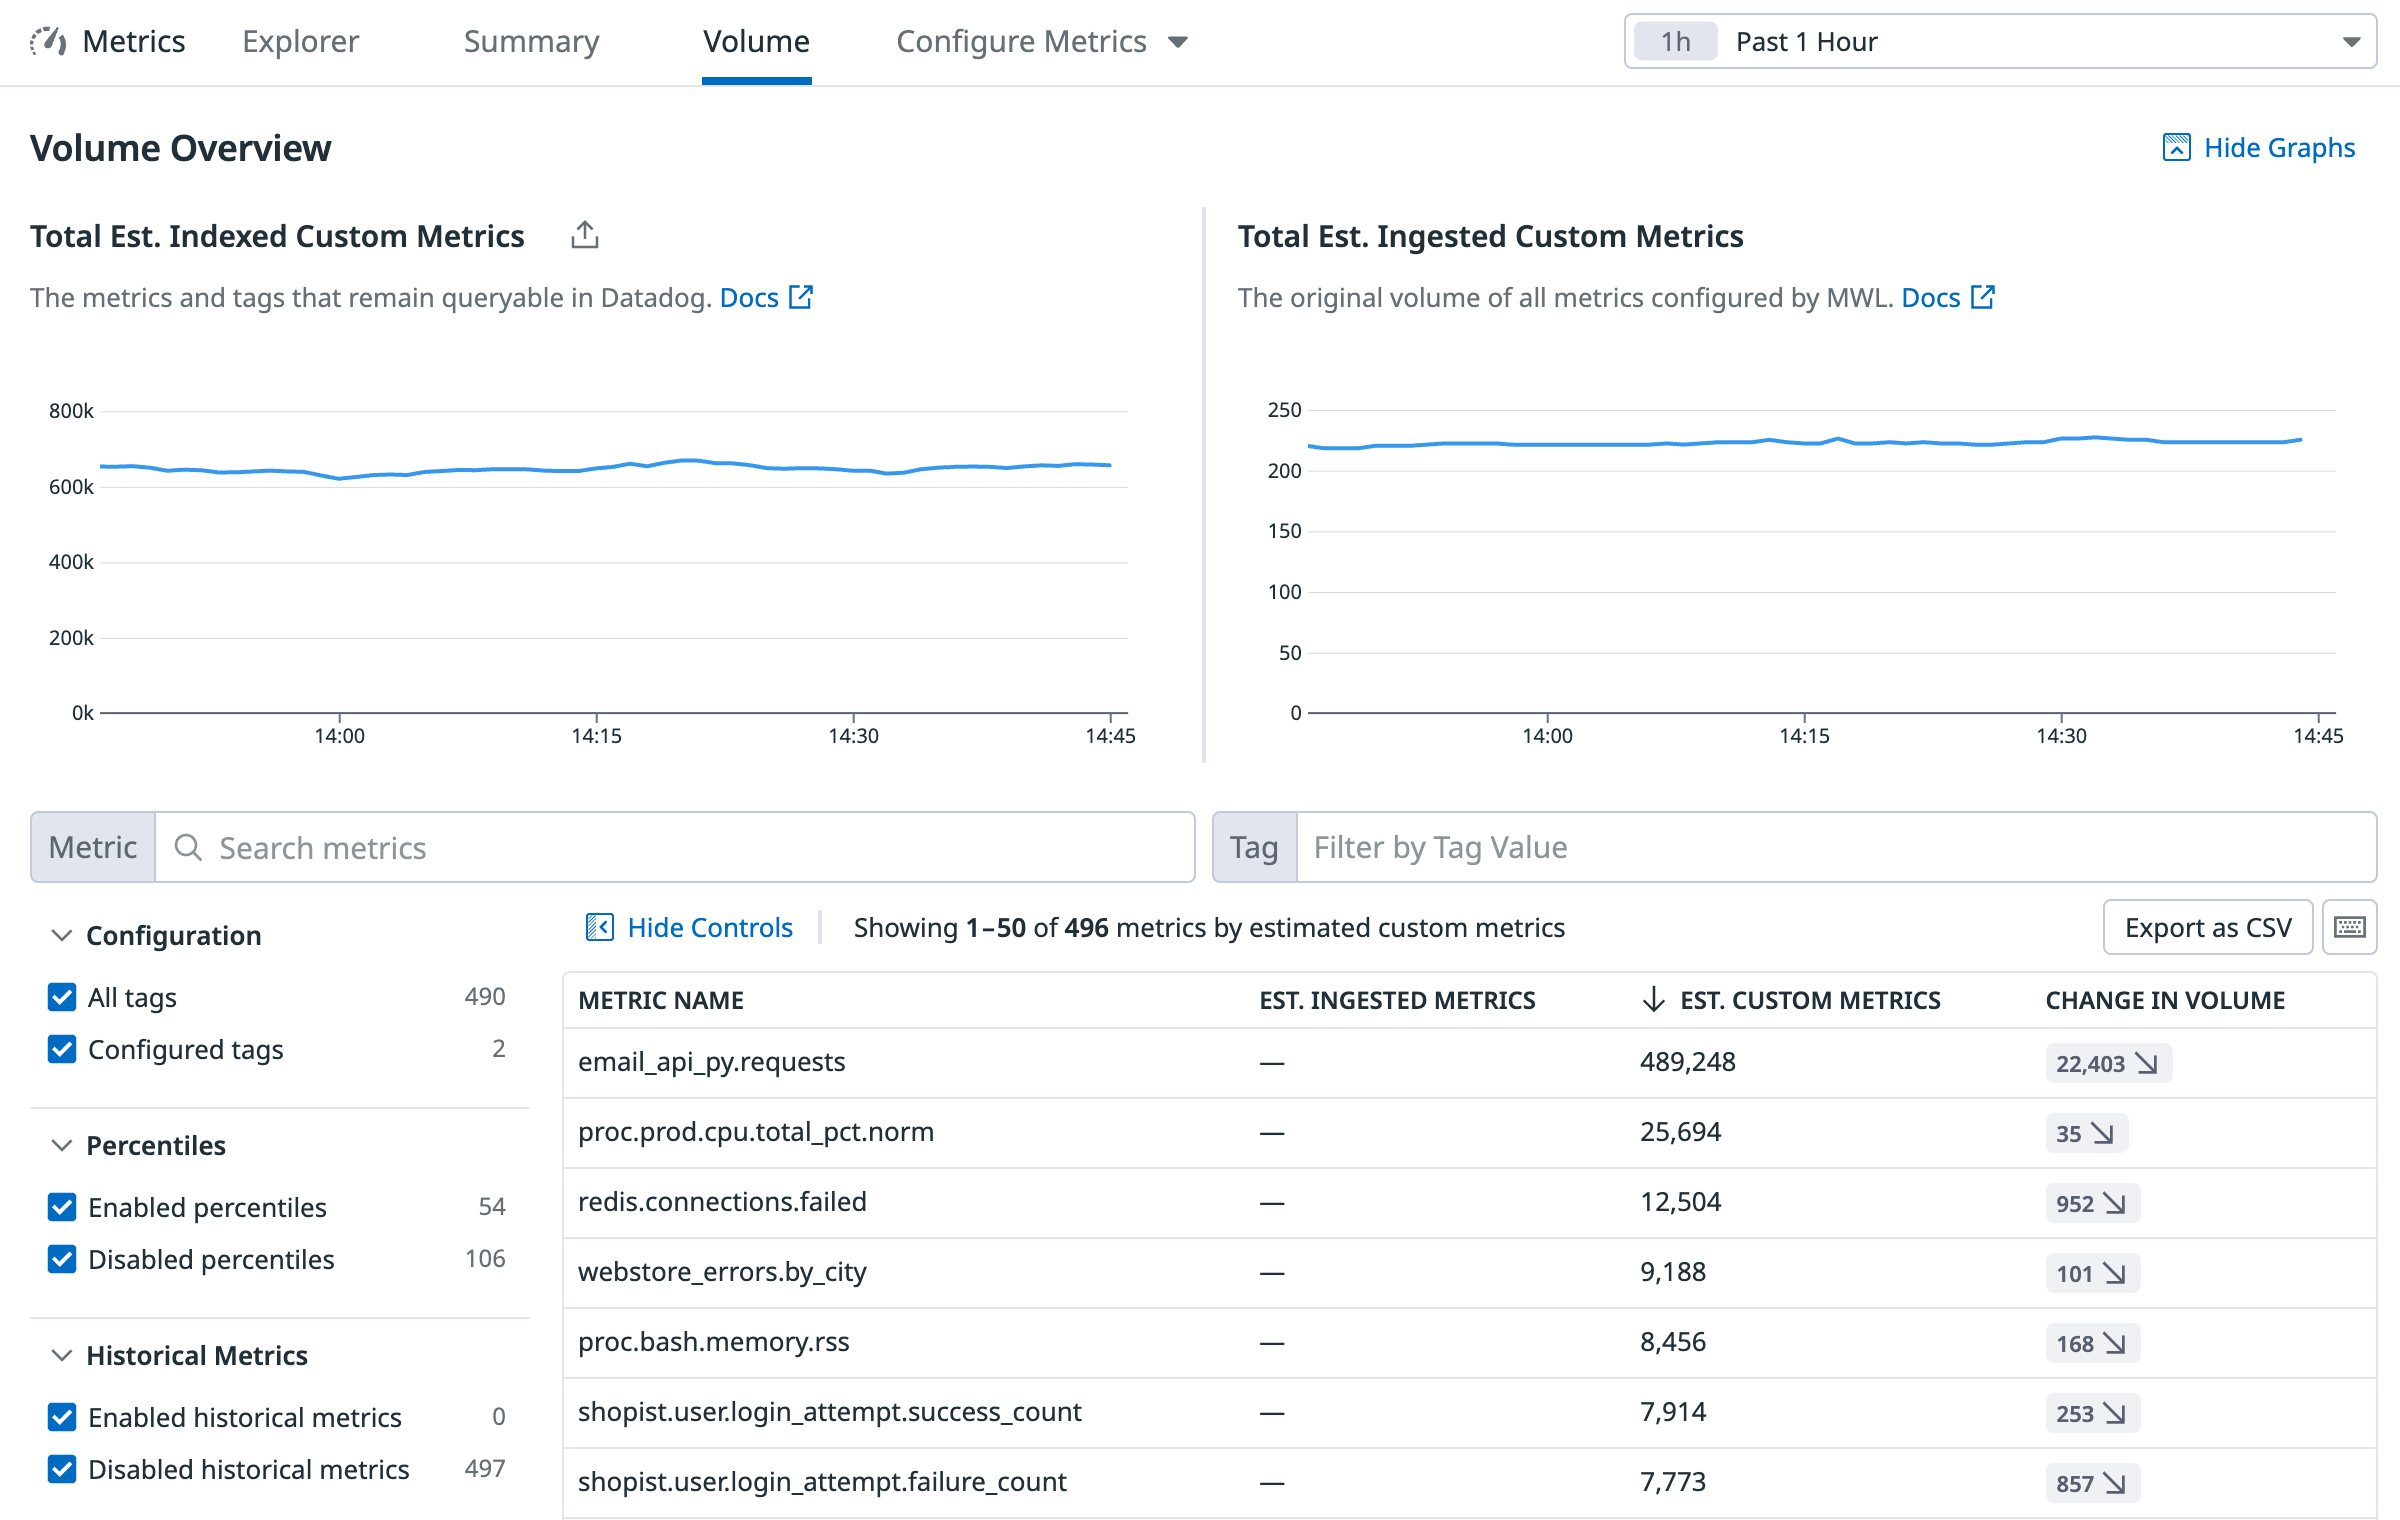 Metrics Explorer Summary Volume Configure Metrics 1h Past 1 Hour
Volume Overview
Hide Graphs
Total Est. Indexed Custom Metrics
The metrics and tags that remain queryable in Datadog. Docs
800k
600k
400k
200k
0k
14:00 14:15 14:30 14:45
Total Est. Ingested Custom Metrics
The original volume of all metrics configured by MWL. Docs
250
200
150
100
50
0
14:00 14:15 14:30 14:45
Metric Search metrics
Tag Filter by Tag Value
Configuration
All tags 490
Configured tags 2
Percentiles
Enabled percentiles 54
Disabled percentiles 106
Historical Metrics
Enabled historical metrics 0
Disabled historical metrics 497
Hide Controls Showing 1–50 of 496 metrics by estimated custom metrics Export as CSV
METRIC NAME EST. INGESTED METRICS EST. CUSTOM METRICS CHANGE IN VOLUME
email_api_py.requests — 489,248 22,403
proc.prod.cpu.total_pct.norm — 25,694 35
redis.connections.failed — 12,504 952
webstore_errors.by_city — 9,188 101
proc.bash.memory.rss — 8,456 168
shopist.user.login_attempt.success_count — 7,914 253
shopist.user.login_attempt.failure_count — 7,773 857